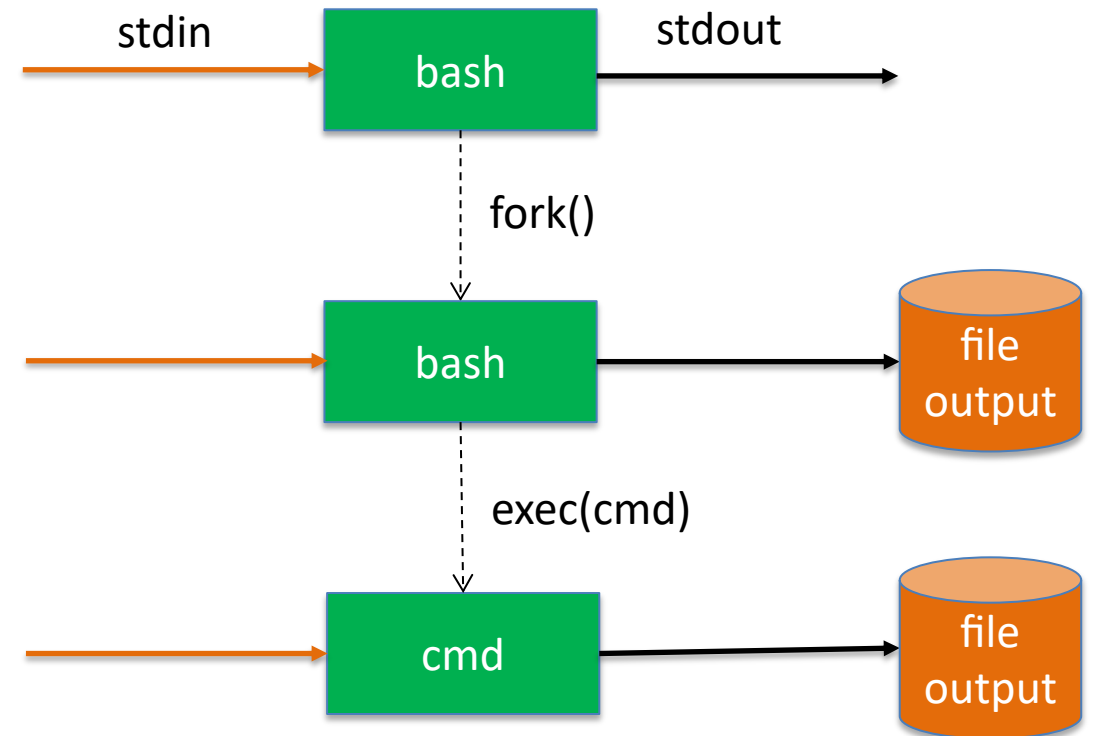 stdin
stdout
bash
fork()
bash
file
output
exec(cmd)
cmd
file
output